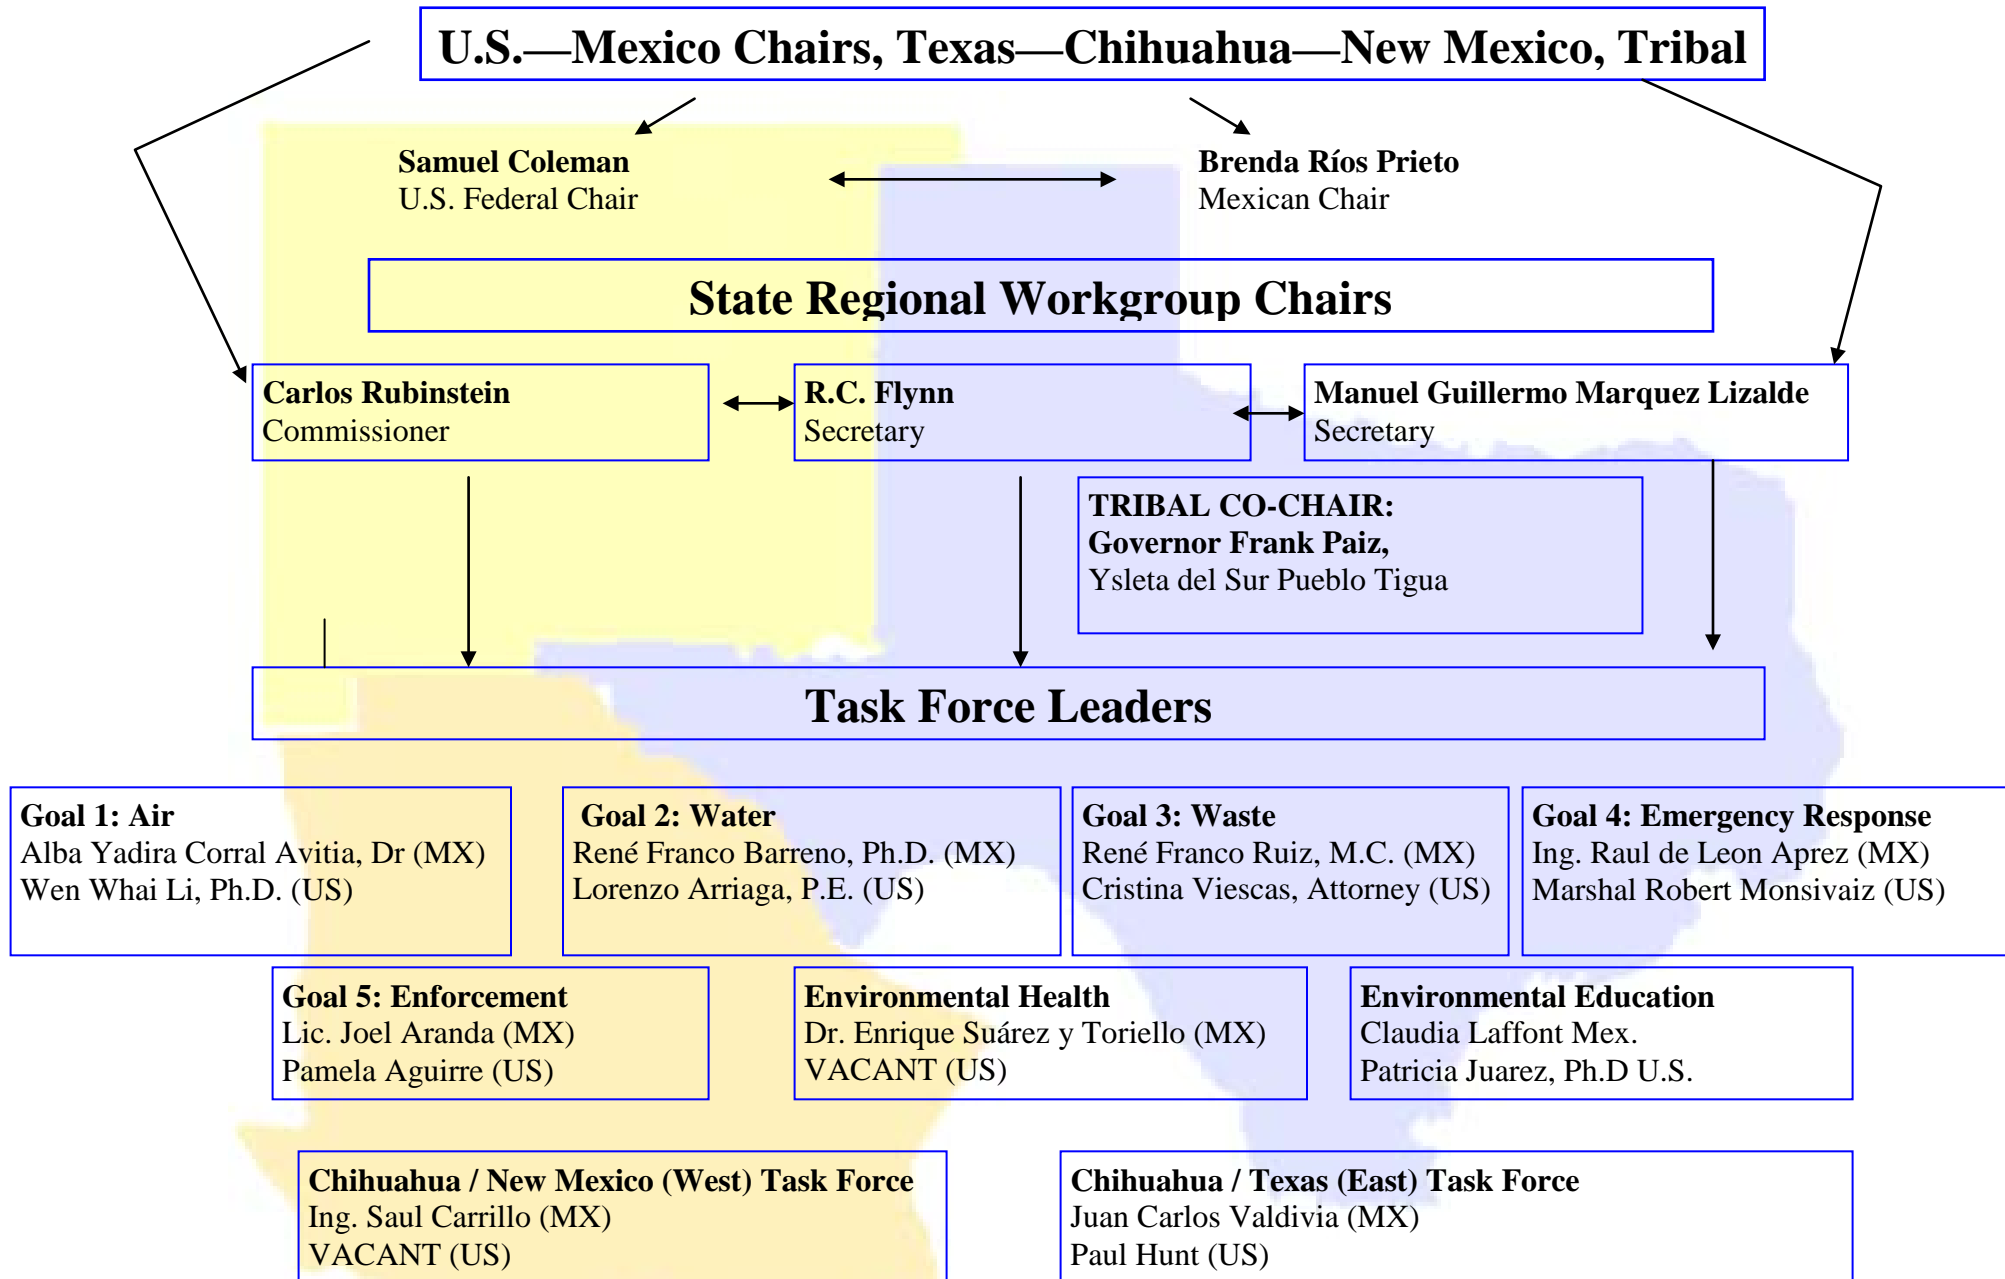 U.S.—Mexico Chairs, Texas—Chihuahua—New Mexico, Tribal
Samuel Coleman
U.S. Federal Chair
Brenda Ríos Prieto
Mexican Chair
State Regional Workgroup Chairs
Carlos Rubinstein
Commissioner
R.C. Flynn
Secretary
Manuel Guillermo Marquez Lizalde
Secretary
TRIBAL CO-CHAIR:
Governor Frank Paiz,
Ysleta del Sur Pueblo Tigua
Task Force Leaders
Goal 1: Air
Alba Yadira Corral Avitia, Dr (MX)
Wen Whai Li, Ph.D. (US)
Goal 2: Water
René Franco Barreno, Ph.D. (MX)
Lorenzo Arriaga, P.E. (US)
Goal 3: Waste
René Franco Ruiz, M.C. (MX)
Cristina Viescas, Attorney (US)
Goal 4: Emergency Response
Ing. Raul de Leon Aprez (MX)
Marshal Robert Monsivaiz (US)
Goal 5: Enforcement
Lic. Joel Aranda (MX)
Pamela Aguirre (US)
Environmental Health
Dr. Enrique Suárez y Toriello (MX)
VACANT (US)
Environmental Education
Claudia Laffont Mex.
Patricia Juarez, Ph.D U.S.
Chihuahua / New Mexico (West) Task Force
Ing. Saul Carrillo (MX)
VACANT (US)
Chihuahua / Texas (East) Task Force
Juan Carlos Valdivia (MX)
Paul Hunt (US)